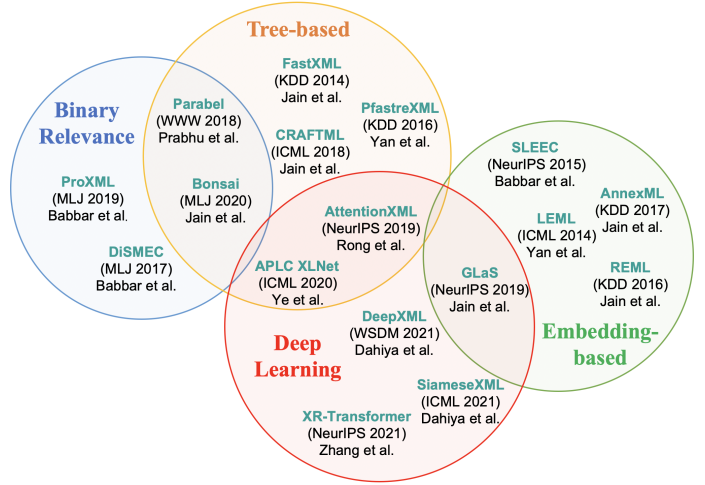 Tree-based
FastXML
(KDD 2014)
Jain et al.
PfastreXML
(KDD 2016)
Yan et al.
CRAFTML
(ICML 2018)
Jain et al.
Parabel
(WWW 2018)
Prabhu et al.
Bonsai
(MLJ 2020)
Jain et al.
Binary
Relevance
ProXML
(MLJ 2019)
Babbar et al.
DiSMEC
(MLJ 2017)
Babbar et al.
AttentionXML
(NeurIPS 2019)
Rong et al.
APLC XLNet
(ICML 2020)
Ye et al.
GLaS
(NeurIPS 2019)
Jain et al.
SLEEC
(NeurIPS 2015)
Babbar et al.
AnnexML
(KDD 2017)
Jain et al.
LEML
(ICML 2014)
Yan et al.
REML
(KDD 2016)
Jain et al.
Embedding-
based
DeepXML
(WSDM 2021)
Dahiya et al.
Deep
Learning
SiameseXML
(ICML 2021)
Dahiya et al.
XR-Transformer
(NeurIPS 2021)
Zhang et al.